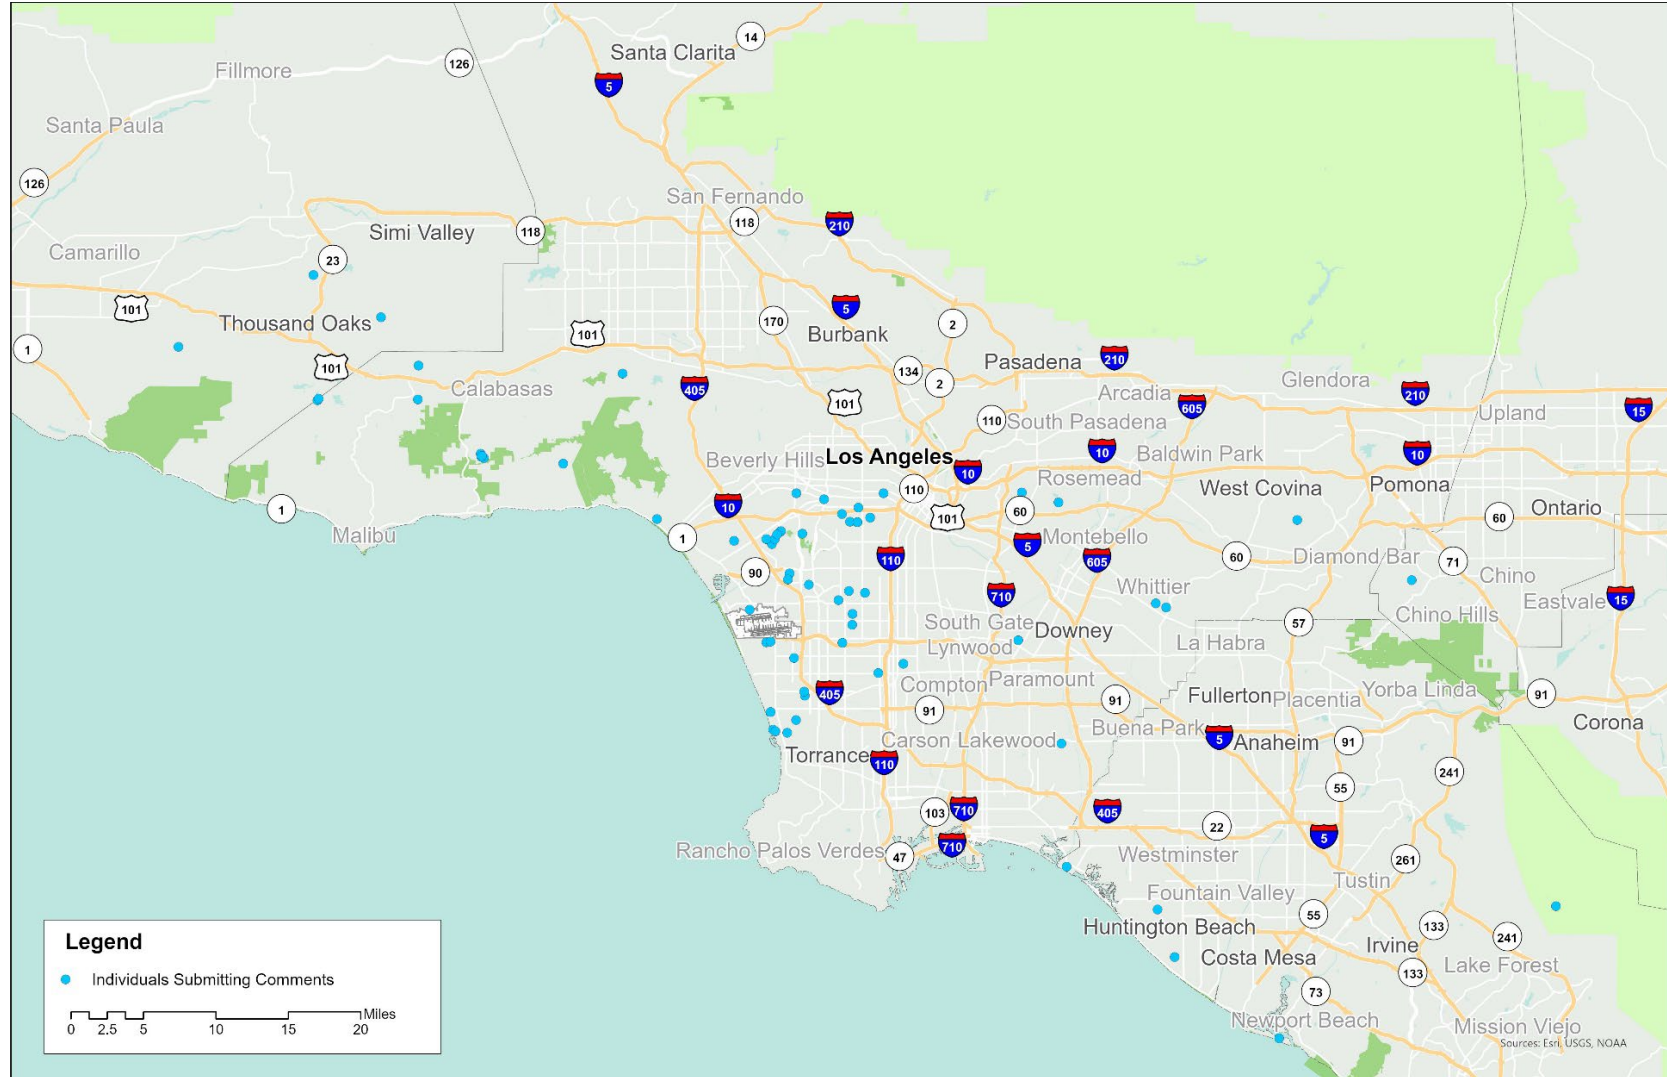 14
Santa Clarita
126
Fillmore
5
Santa Paula
126
San Fernando
118
210
Simi Valley
118
Camarillo
23
101
5
170
2
Thousand Oaks
101
Burbank
1
Pasadena
210
101
134
Glendora
Calabasas
405
2
Arcadia
210
101
605
15
110
South Pasadena
Upland
10
Baldwin Park
10
Beverly Hills
Los Angeles
10
Rosemead
West Covina
Pomona
110
10
60
Ontario
1
101
60
Malibu
1
Montebello
5
110
605
60
Diamond Bar
71
90
Chino
Whittier
710
Eastvale
15
Chino Hills
South Gate
57
Downey
La Habra
Lynwood
Compton
Paramount
405
Fullerton
Placentia
Yorba Linda
91
91
91
Corona
Buena Park
5
Anaheim
91
Carson
Lakewood
Torrance
110
241
55
103
710
405
22
5
Rancho Palos Verdes
47
710
Westminster
261
Tustin
Fountain Valley
55
Huntington Beach
133
241
Irvine
Costa Mesa
Lake Forest
133
73
Newport Beach
Mission Viejo
Sources: Esri, USGS, NOAA
Legend
Individuals Submitting Comments
Miles
0 2.5 5 10 15 20